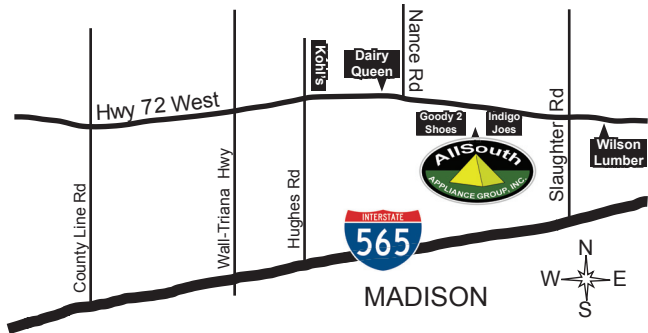 Kohl's
Dairy
Queen
Nance Rd
Hwy 72 West
Goody 2
Shoes
Indigo
Joes
Slaughter Rd
Wilson
Lumber
AllSouth
APPLIANCE GROUP, INC.
County Line Rd
Wall-Triana Hwy
Hughes Rd
INTERSTATE
565
MADISON
N
W
E
S